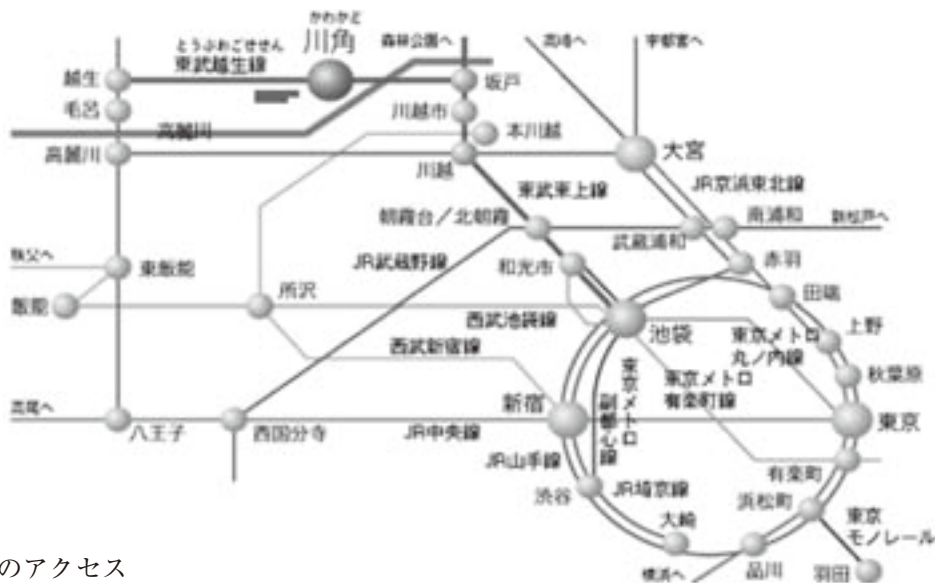 かわかど
川角
とうぶおごせせん
東武越生線
森林公園へ
高崎へ
宇都宮へ
越生
坂戸
毛呂
川越市
高麗川
本川越
高麗川
川越
大宮
東武東上線
JR京浜東北線
朝霞台／北朝霞
南浦和
新松戸へ
武蔵浦和
秩父へ
東飯能
JR武蔵野線
和光市
赤羽
飯能
所沢
田端
西武池袋線
池袋
上野
東京メトロ
丸ノ内線
西武新宿線
秋葉原
東京メトロ
有楽町線
東京メトロ
副都心線
新宿
高尾へ
八王子
西国分寺
JR中央線
東京
JR山手線
有楽町
渋谷
JR埼京線
浜松町
大崎
東京
モノレール
品川
横浜へ
羽田
のアクセス